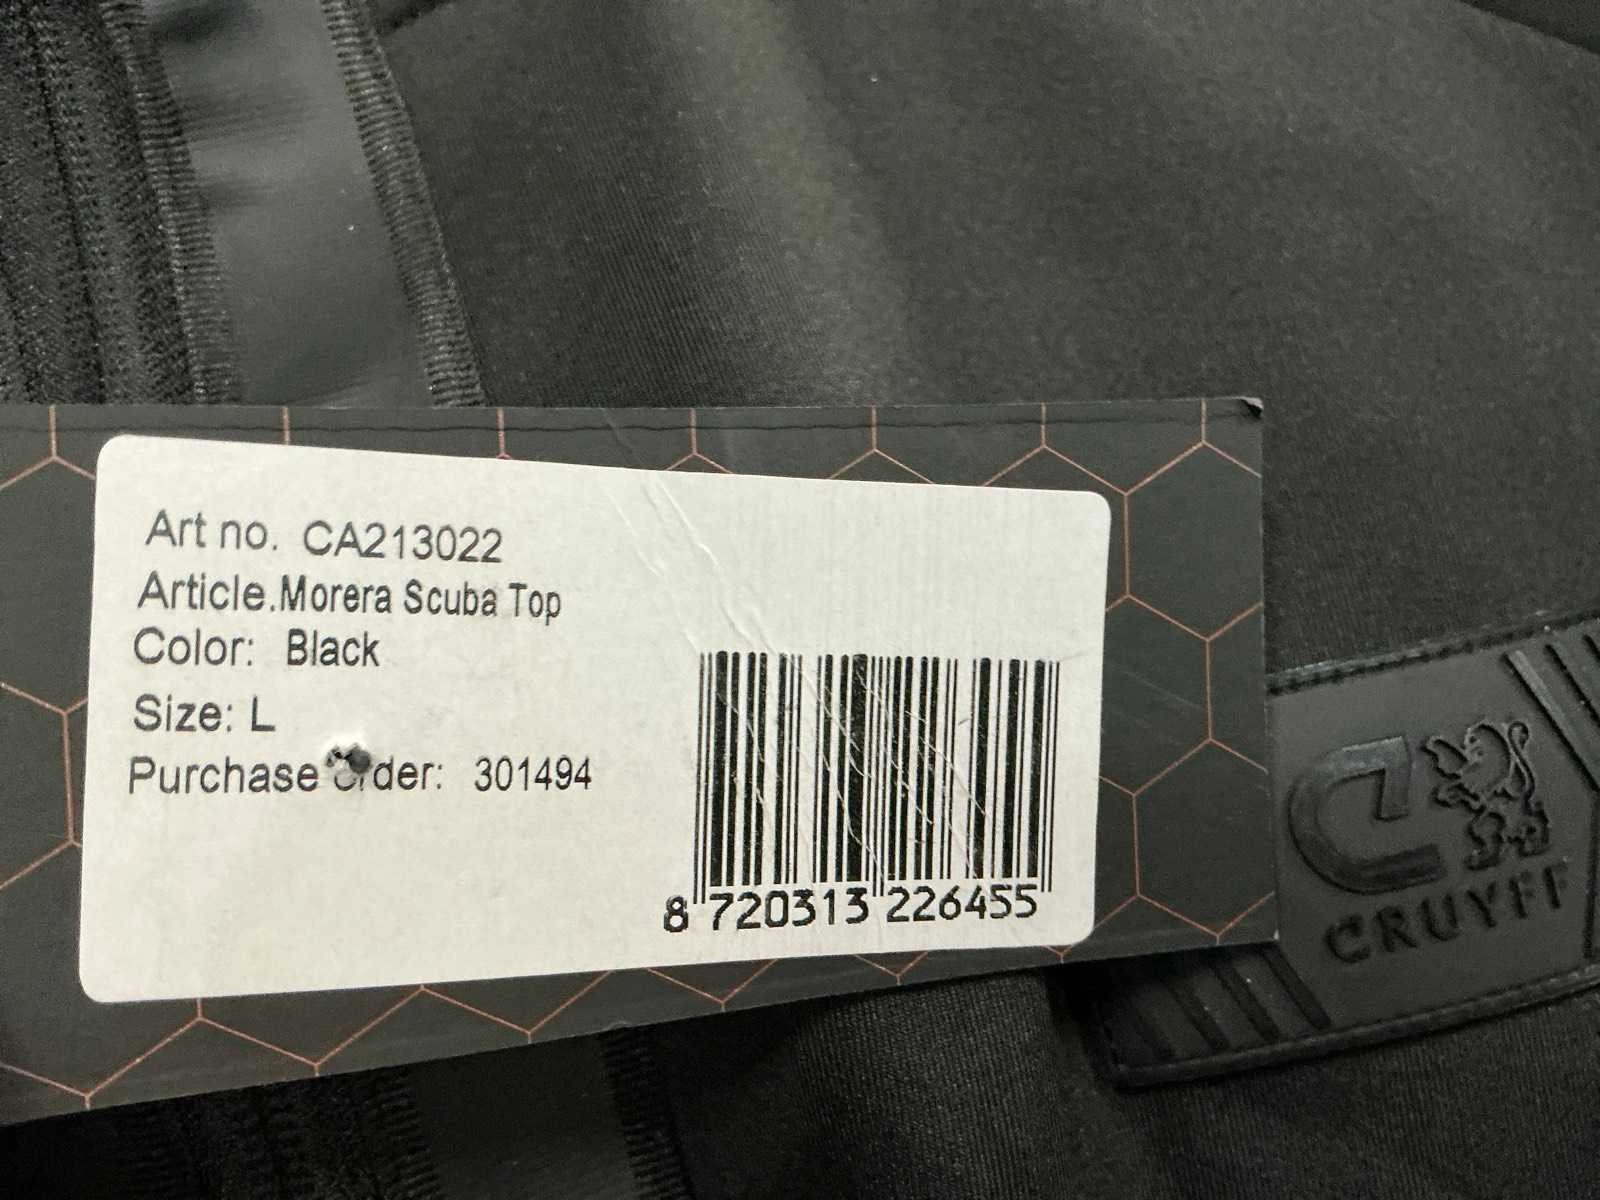 Art no. CA213022
Article.Morera Scuba Top
Color: Black
Size: L
Purchase Order: 301494
8 720313 226455
CRUYFF